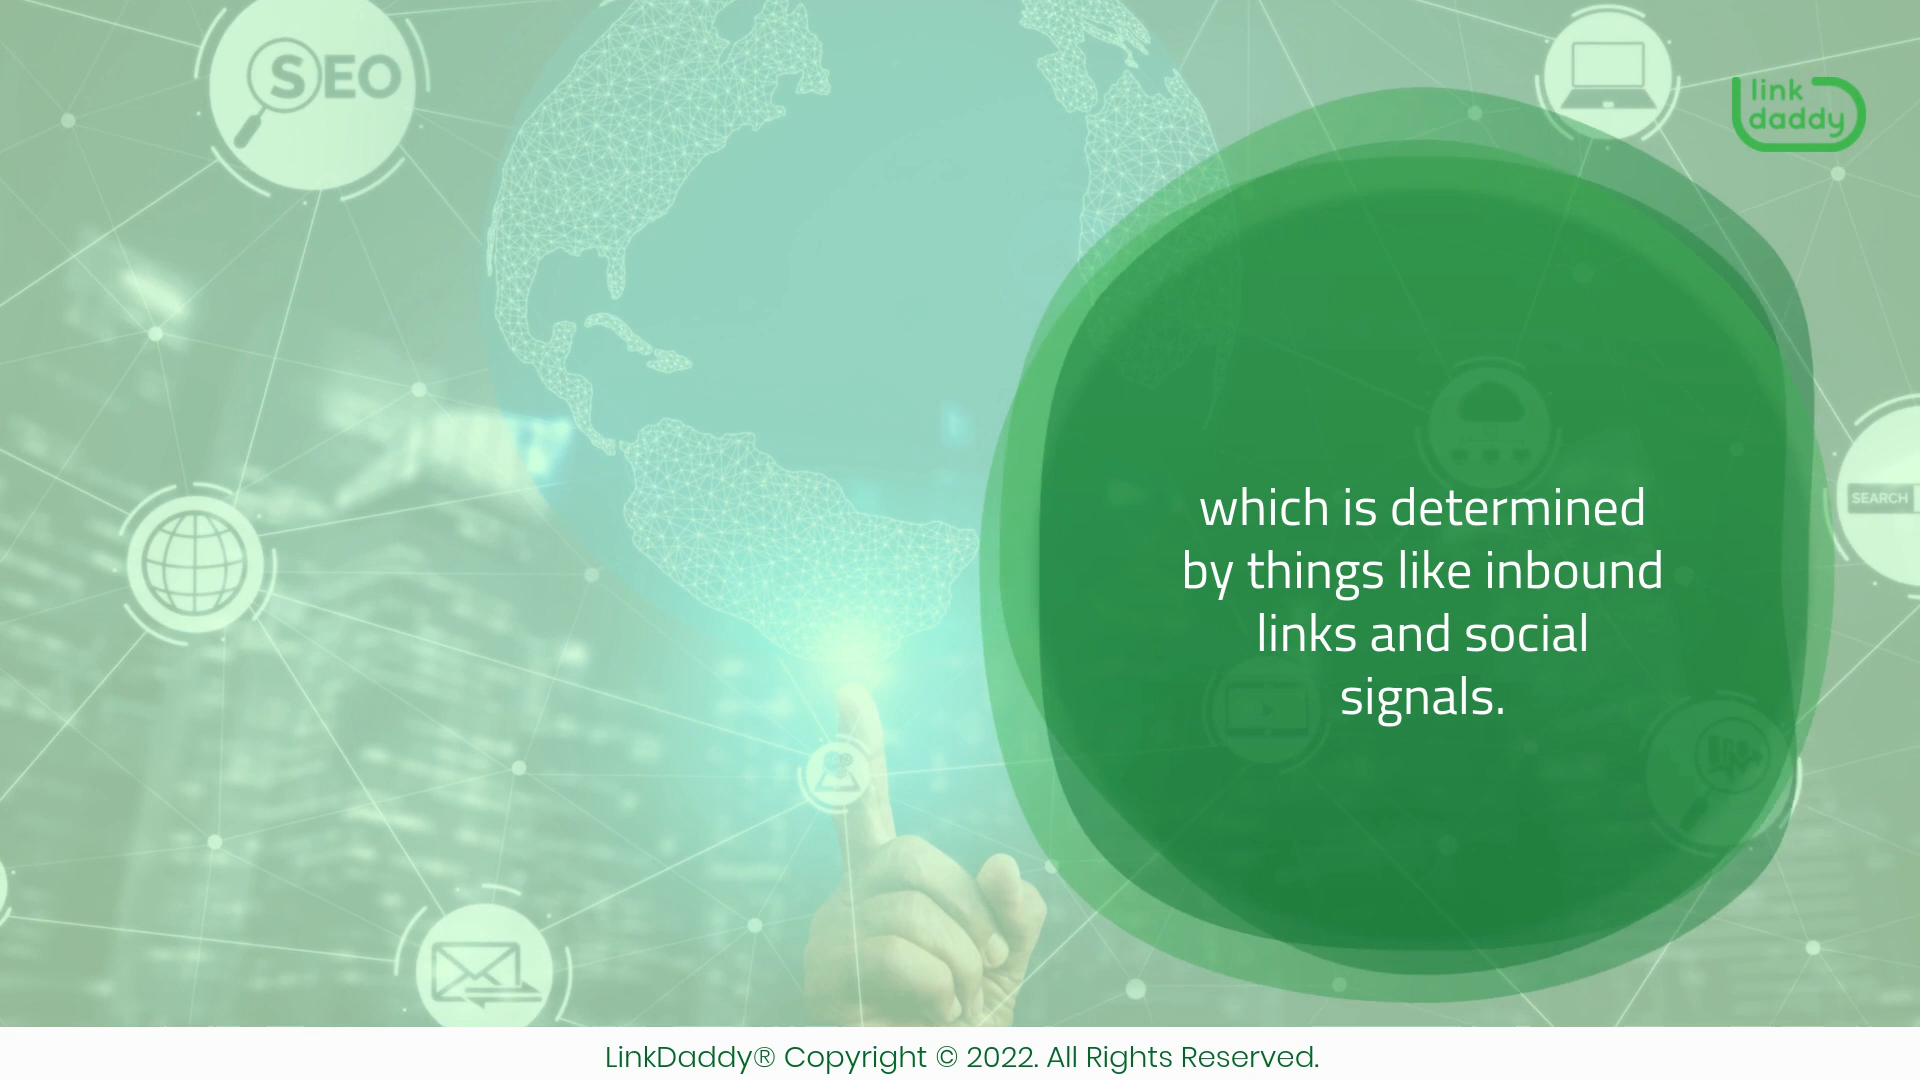 SEO
link
daddy
SEARCH
which is determined
by things like inbound
links and social
signals.
LinkDaddy® Copyright © 2022. All Rights Reserved.